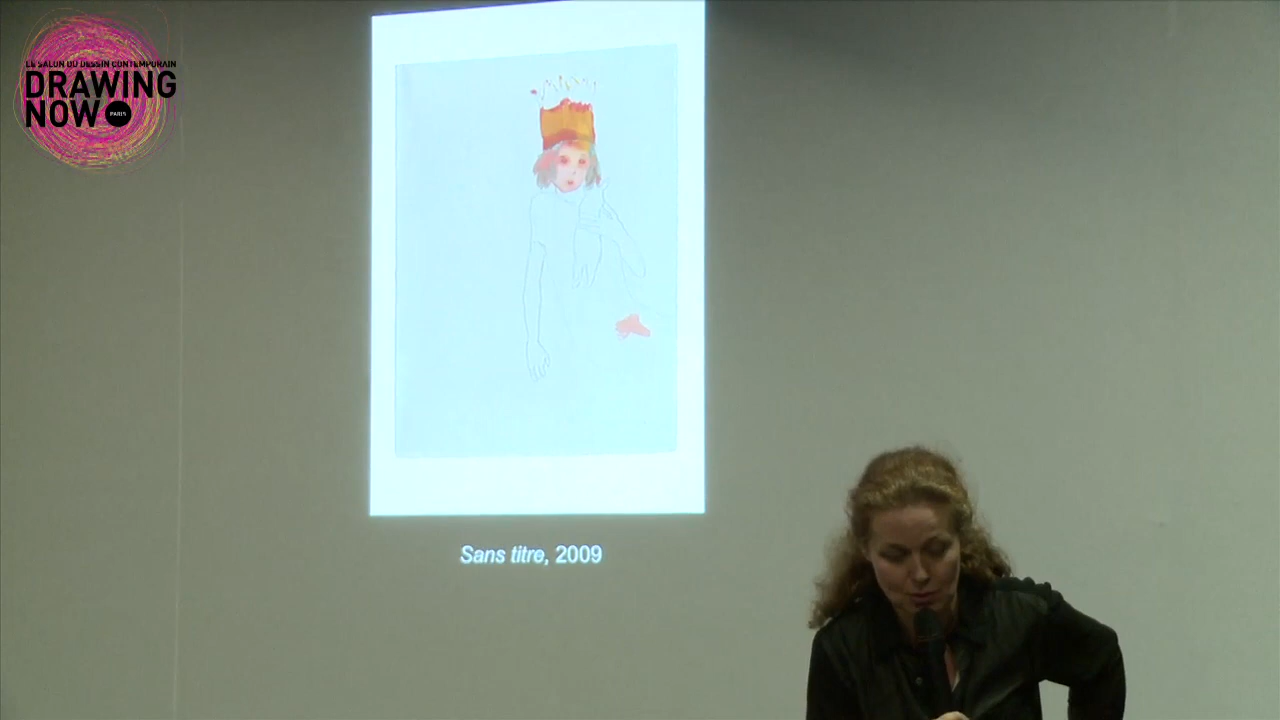 LE SALON DU DESSIN CONTEMPORAIN
DRAWING
NOW PARIS
Sans titre, 2009